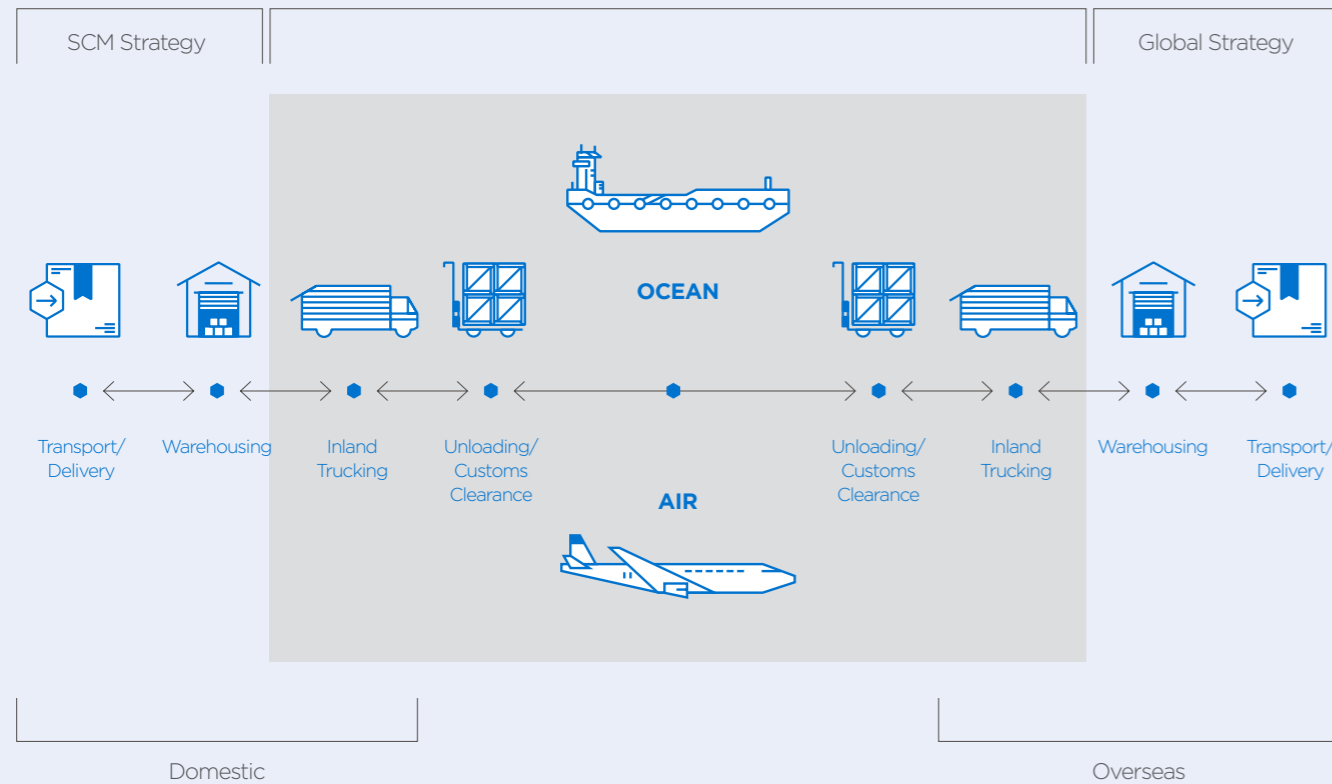 SCM Strategy
Global Strategy
OCEAN
Transport/
Delivery
Warehousing
Inland
Trucking
Unloading/
Customs
Clearance
Unloading/
Customs
Clearance
Inland
Trucking
Warehousing
Transport/
Delivery
AIR
Domestic
Overseas